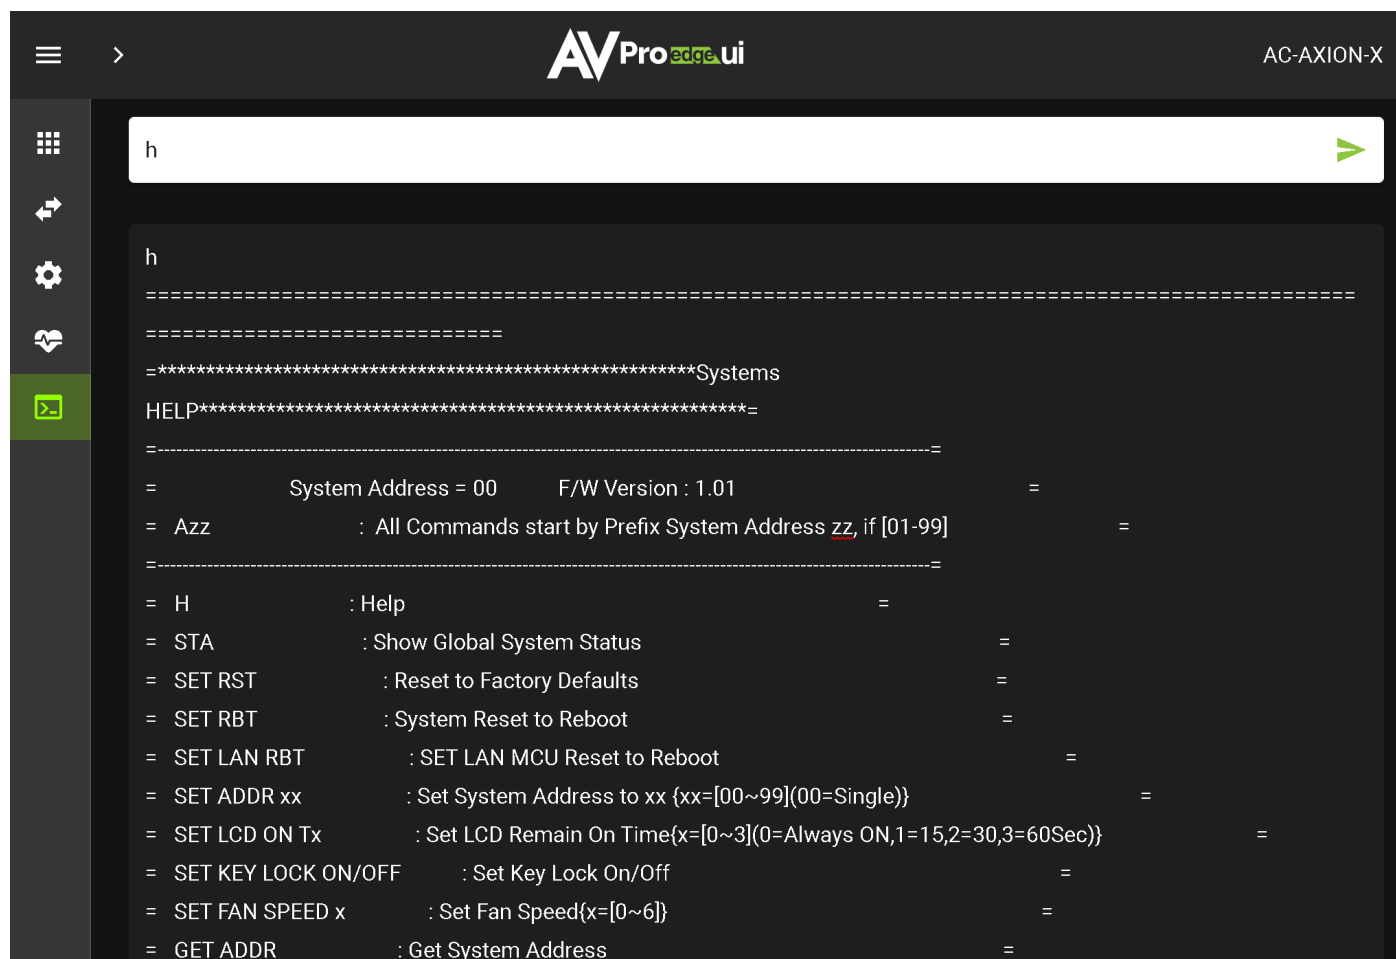 AVPro edge.ui
AC-AXION-X
h
h
==================================================================================================
=============================
=********************************************************Systems
HELP*********************************************************=
=-----------------------------------------------------------------------------------------------------------------------------=
= System Address = 00 F/W Version : 1.01 =
= Azz : All Commands start by Prefix System Address zz, if [01-99] =
=-----------------------------------------------------------------------------------------------------------------------------=
= H : Help =
= STA : Show Global System Status =
= SET RST : Reset to Factory Defaults =
= SET RBT : System Reset to Reboot =
= SET LAN RBT : SET LAN MCU Reset to Reboot =
= SET ADDR xx : Set System Address to xx {xx=[00~99](00=Single)} =
= SET LCD ON Tx : Set LCD Remain On Time{x=[0~3](0=Always ON,1=15,2=30,3=60Sec)} =
= SET KEY LOCK ON/OFF : Set Key Lock On/Off =
= SET FAN SPEED x : Set Fan Speed{x=[0~6]} =
= GET ADDR : Get System Address =